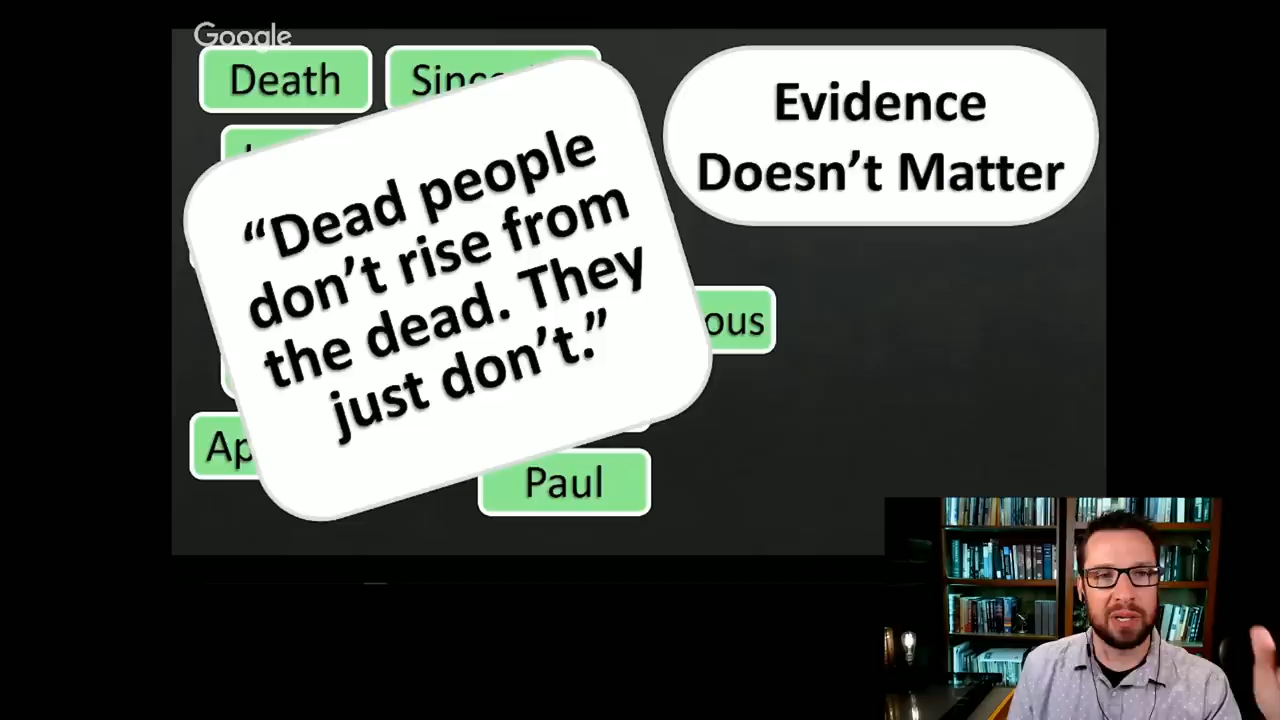 Google
Death
Evidence
Doesn't Matter
"Dead people
don't rise from
the dead. They
just don't."
Paul